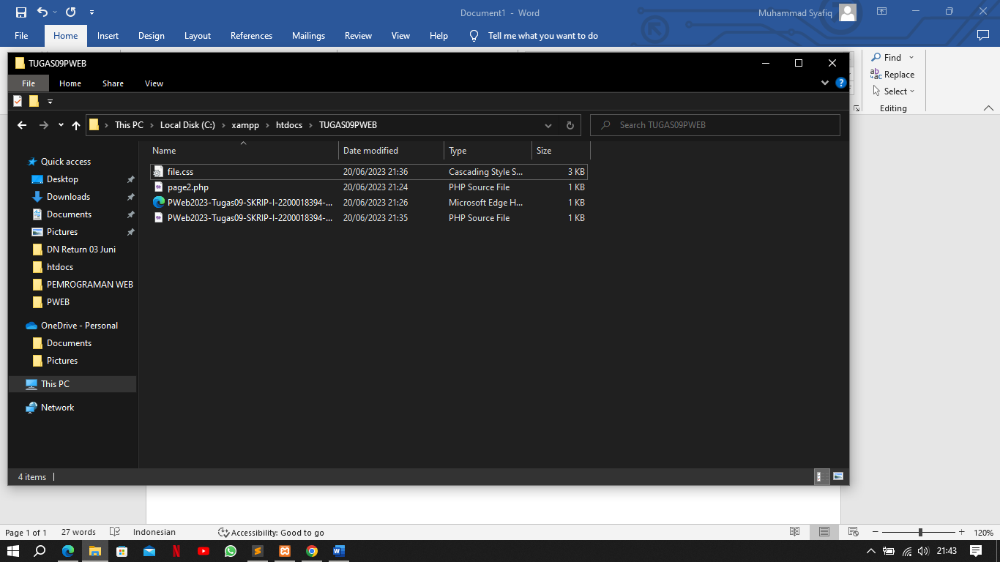 Document1 - Word
Muhammad Syafiq
File Home Insert Design Layout References Mailings Review View Help Tell me what you want to do
Find
Replace
Select
Editing
TUGAS09PWEB
File Home Share View
This PC > Local Disk (C:) > xampp > htdocs > TUGAS09PWEB
Search TUGAS09PWEB
Name Date modified Type Size
file.css 20/06/2023 21:36 Cascading Style S... 3 KB
page2.php 20/06/2023 21:24 PHP Source File 1 KB
PWeb2023-Tugas09-SKRIP-I-2200018394-... 20/06/2023 21:26 Microsoft Edge H... 1 KB
PWeb2023-Tugas09-SKRIP-I-2200018394-... 20/06/2023 21:35 PHP Source File 1 KB
Quick access
Desktop
Downloads
Documents
Pictures
DN Return 03 Juni
htdocs
PEMROGRAMAN WEB
PWEB
OneDrive - Personal
Documents
Pictures
This PC
Network
4 items
Page 1 of 1 27 words Indonesian Accessibility: Good to go 120%
21:43